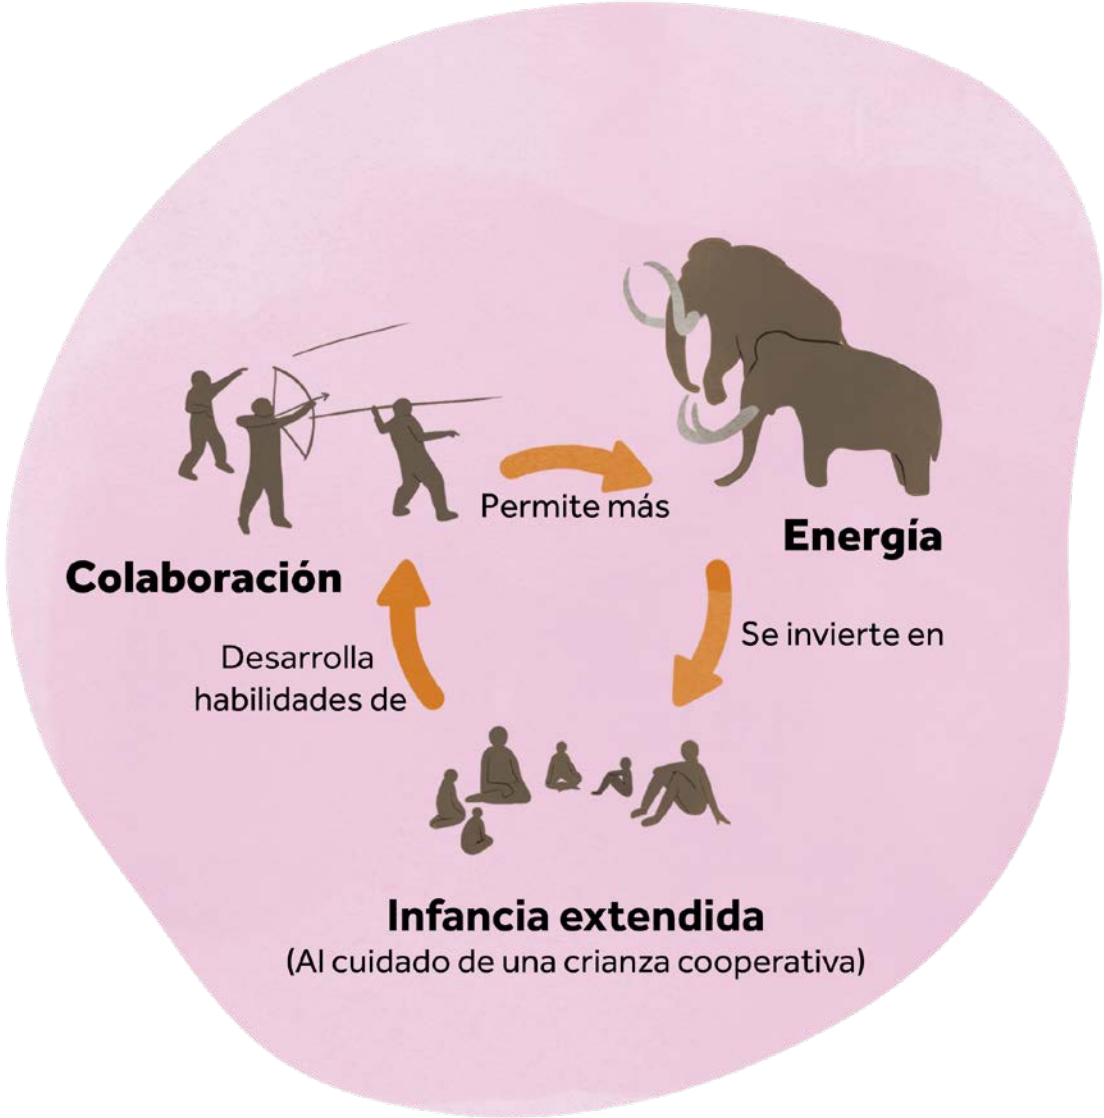 Permite más
Energía
Colaboración
Se invierte en
Desarrolla
habilidades de
Infancia extendida
(Al cuidado de una crianza cooperativa)